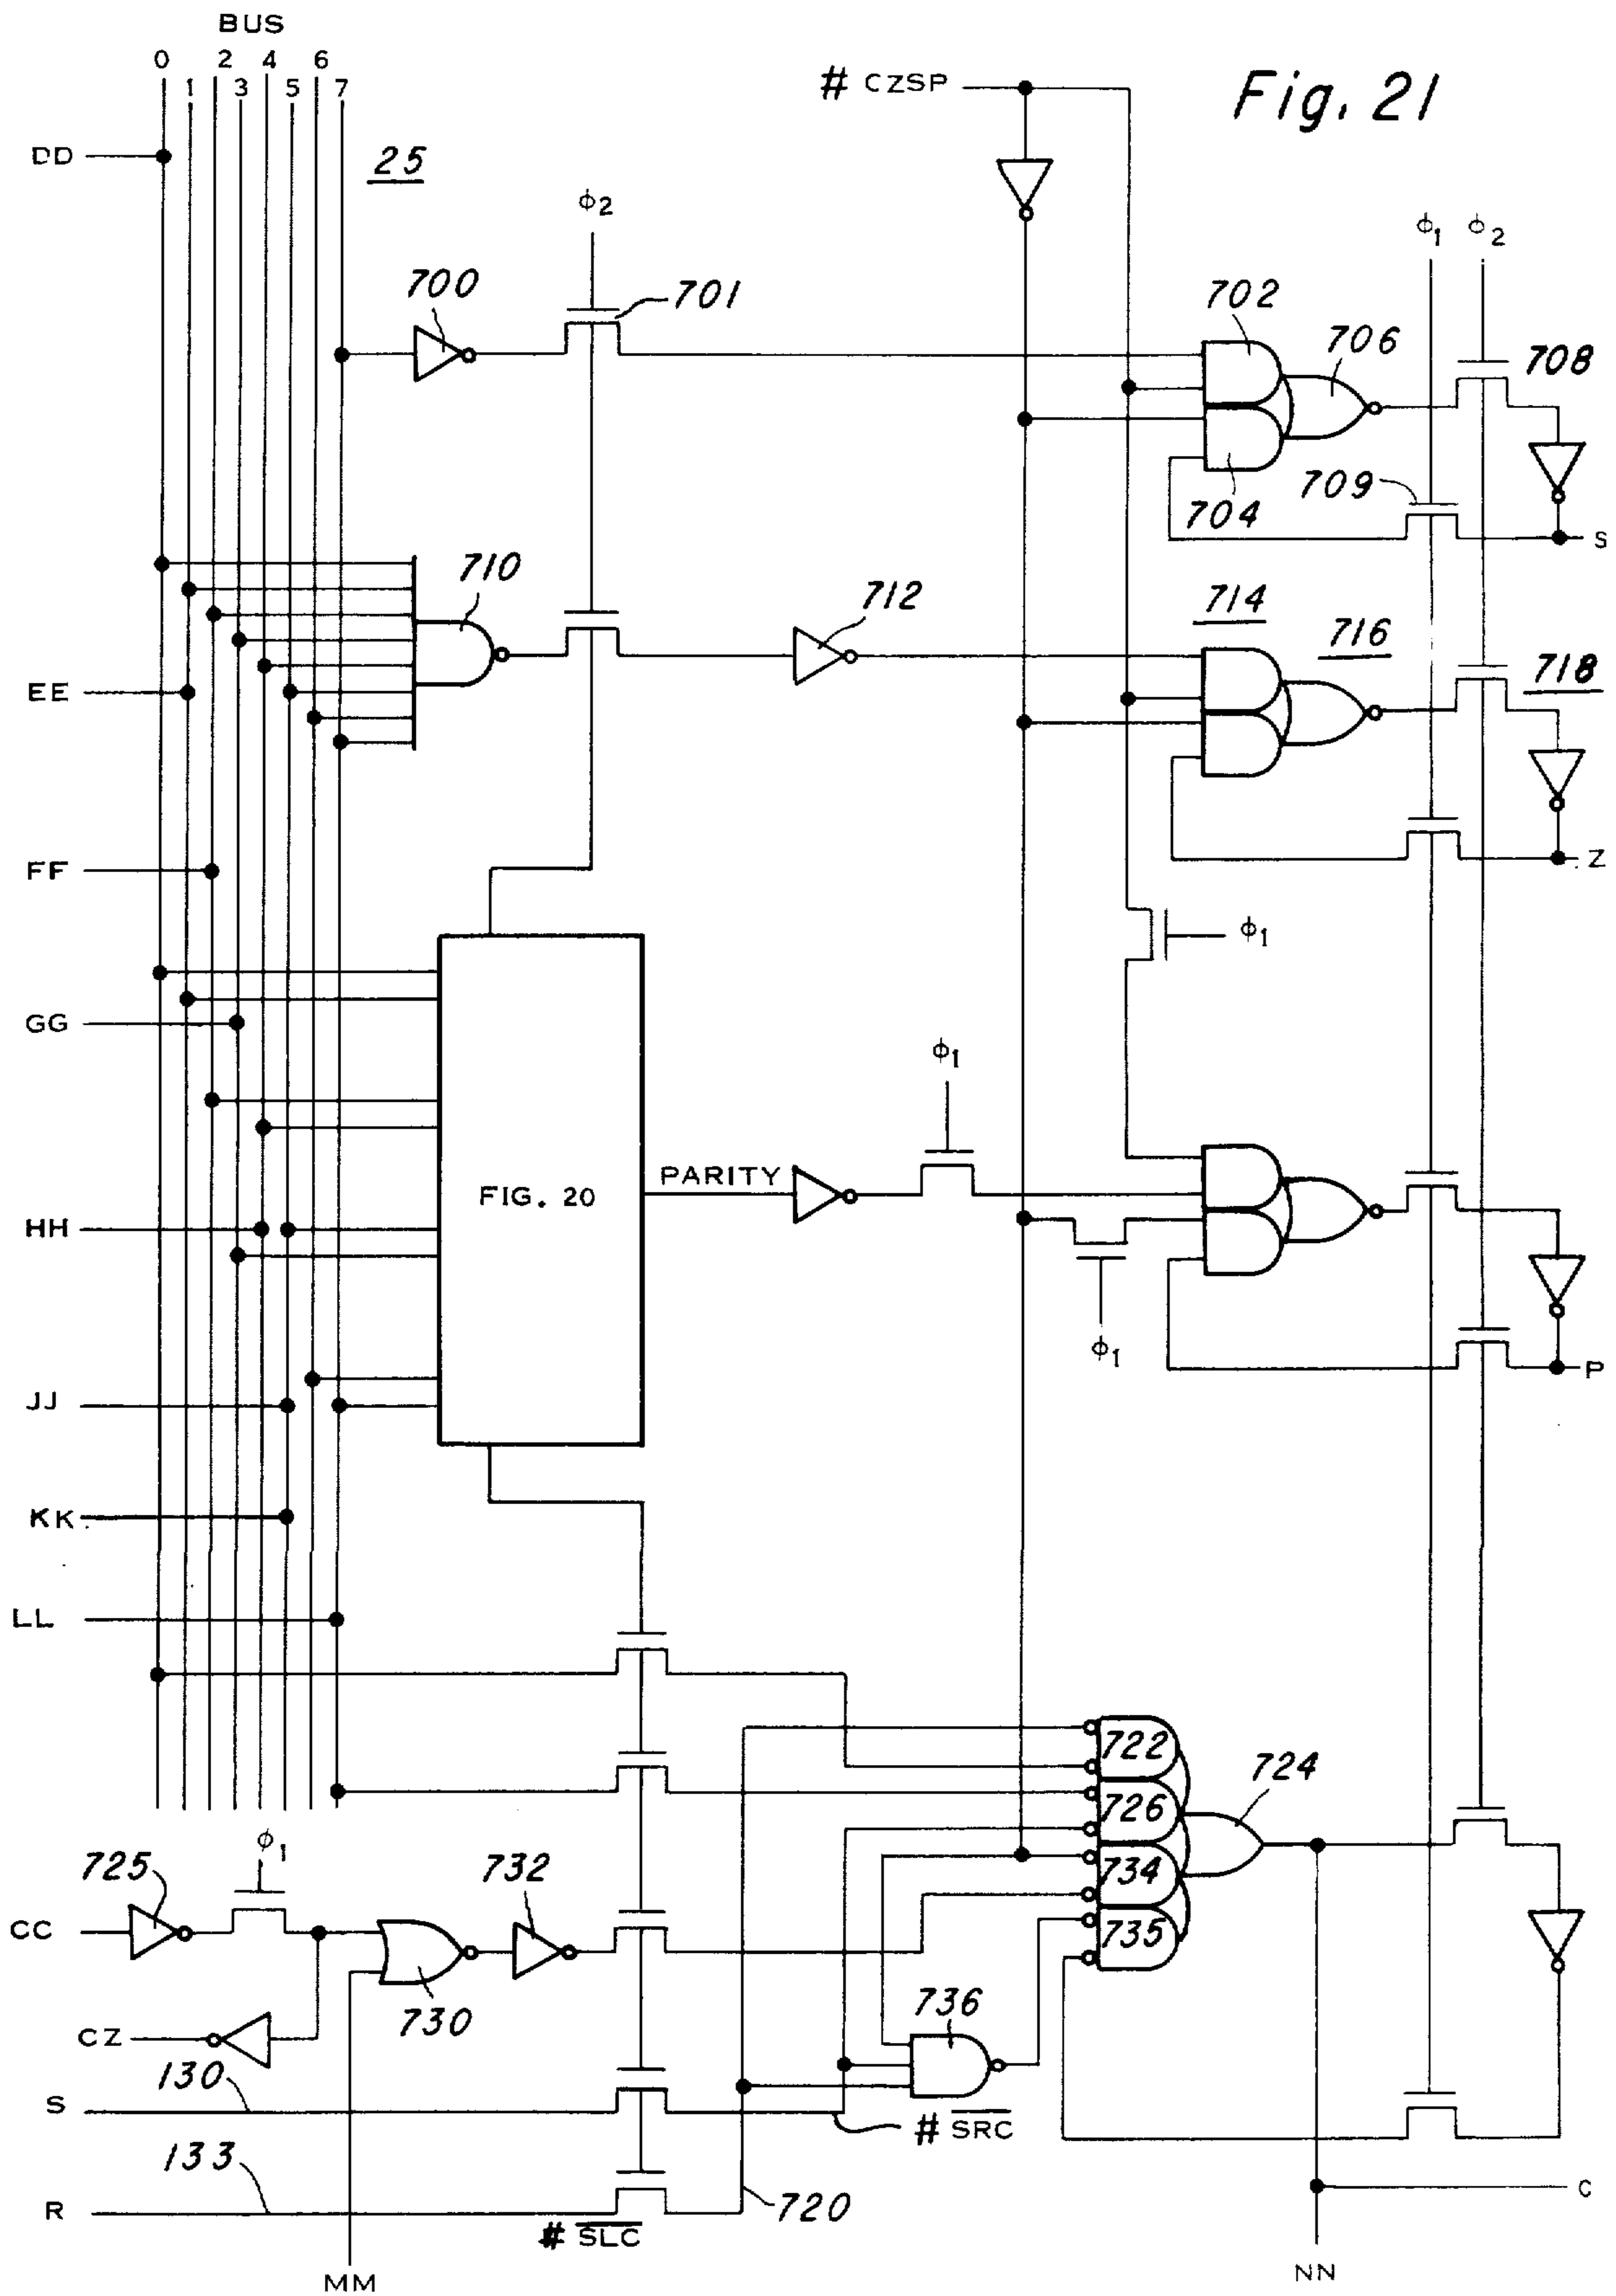 BUS
0 1 2 3 4 5 6 7
# CZSP
Fig. 21
DD
25
ϕ2
ϕ1 ϕ2
700
701
702
706
708
709
704
S
710
712
714
716
718
EE
Z
FF
ϕ1
GG
ϕ1
PARITY
FIG. 20
HH
ϕ1
P
JJ
KK
LL
722
724
726
ϕ1
725
732
734
CC
735
730
736
CZ
130
S
# S̅R̅C̅
133
R
720
# S̅L̅C̅
C
MM
NN